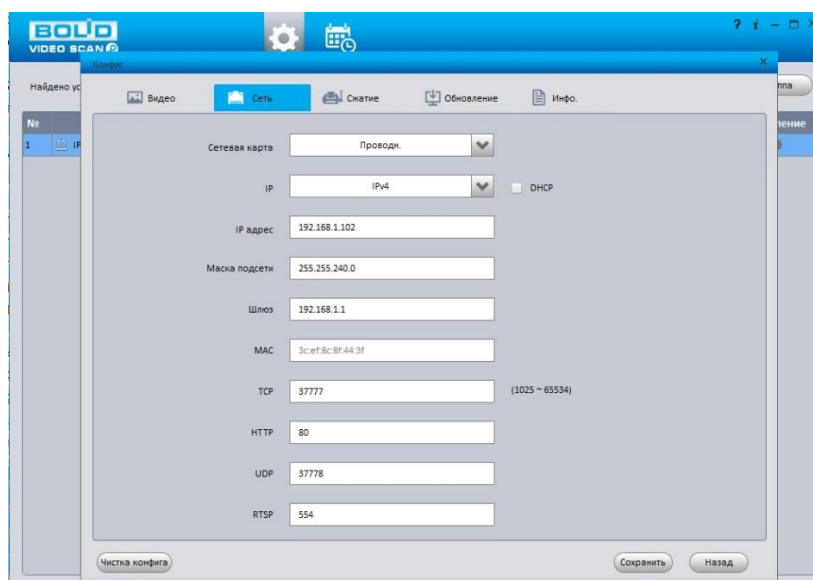 BOLID
VIDEO SCAN
? i
Конфиг
Найдено ус
ппа
Видео Сеть Сжатие Обновление Инфо.
№ ление
1 IP
Сетевая карта Проводн.
IP IPv4 DHCP
IP адрес 192.168.1.102
Маска подсети 255.255.240.0
Шлюз 192.168.1.1
MAC 3c:ef:8c:8f:44:3f
TCP 37777 (1025 ~ 65534)
HTTP 80
UDP 37778
RTSP 554
Чистка конфига Сохранить Назад